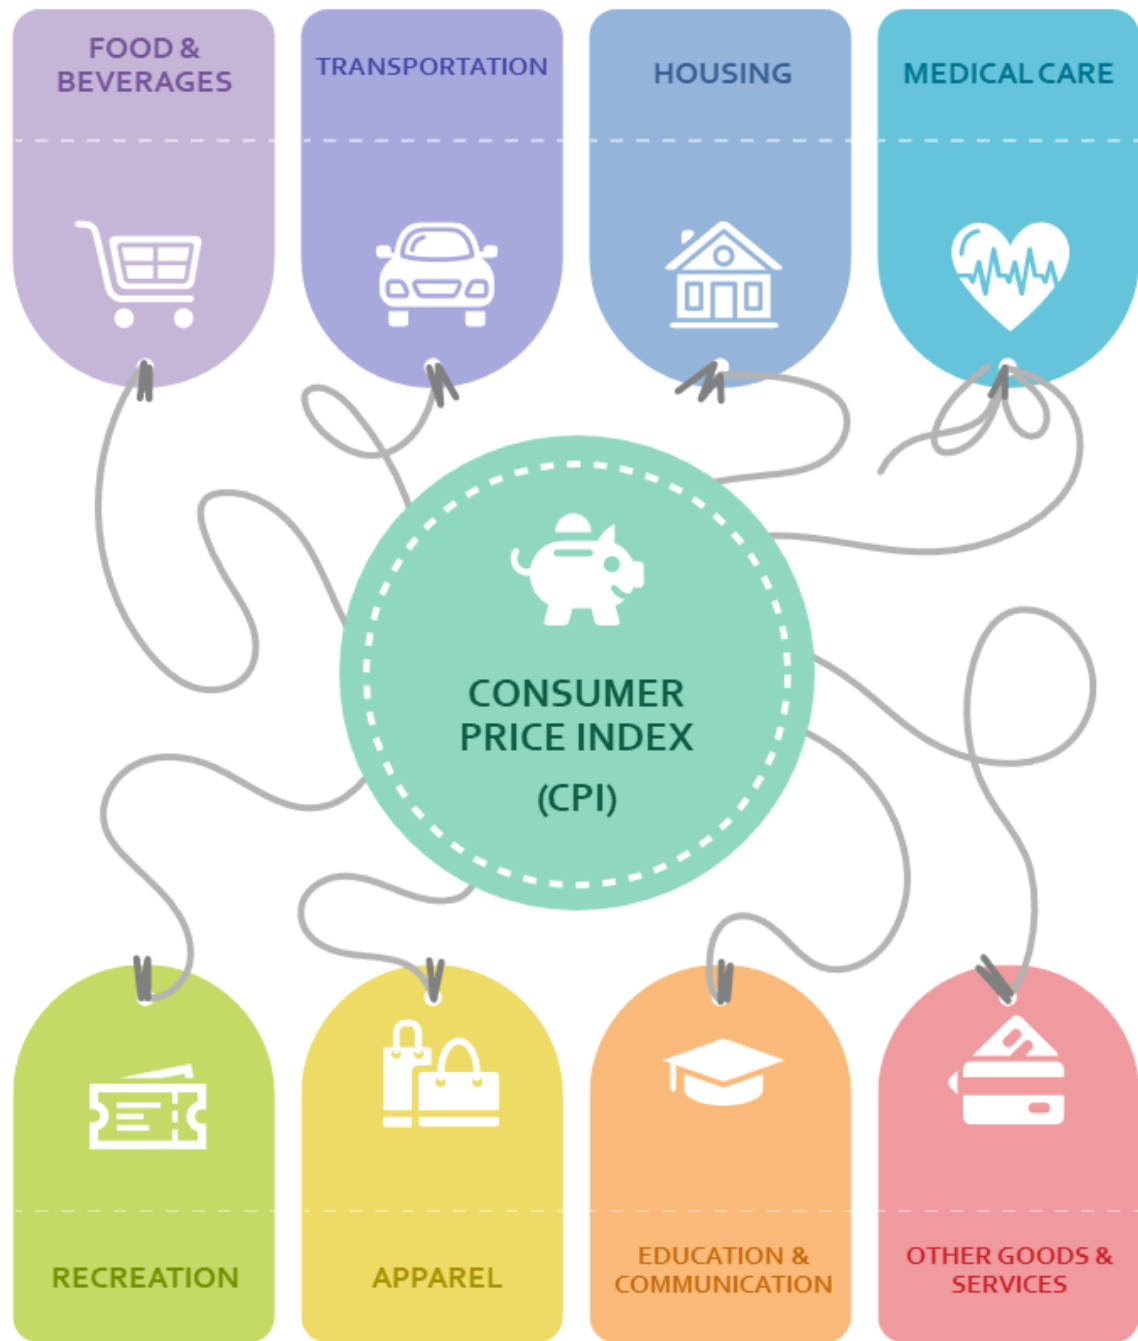 FOOD &
BEVERAGES
TRANSPORTATION
HOUSING
MEDICAL CARE
CONSUMER
PRICE INDEX
(CPI)
RECREATION
APPAREL
EDUCATION &
COMMUNICATION
OTHER GOODS &
SERVICES